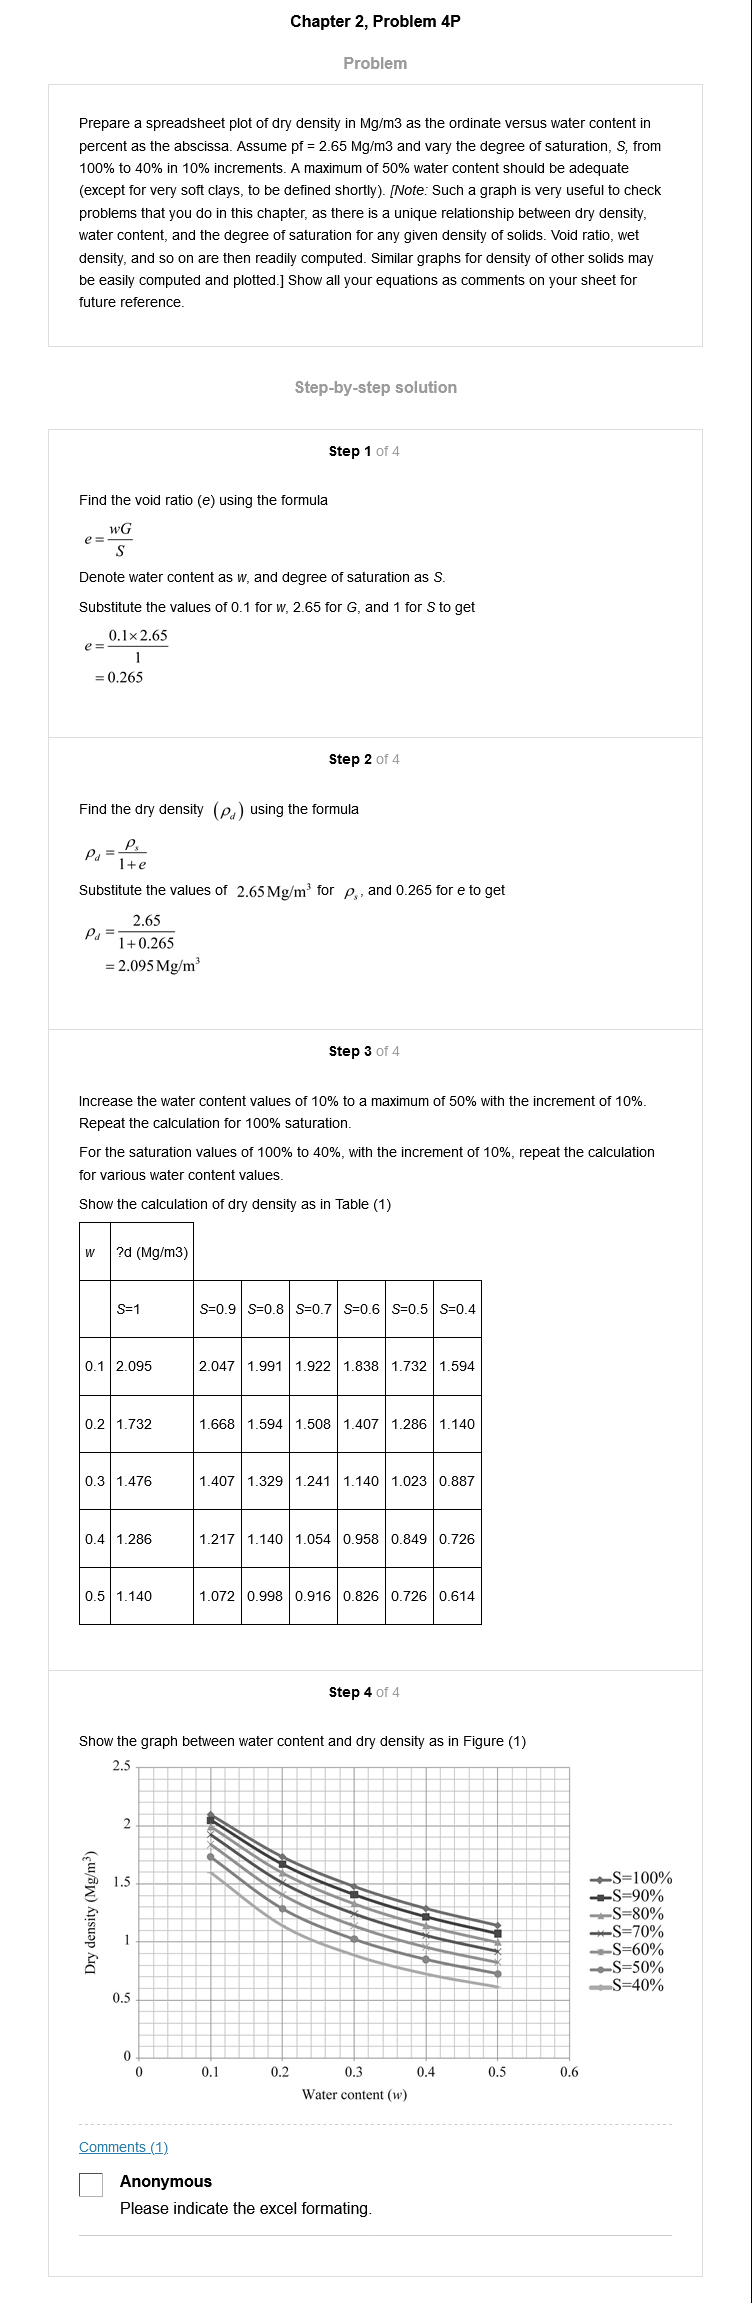 Chapter 2, Problem 4P
Problem
Prepare a spreadsheet plot of dry density in Mg/m3 as the ordinate versus water content in
percent as the abscissa. Assume pf = 2.65 Mg/m3 and vary the degree of saturation, S, from
100% to 40% in 10% increments. A maximum of 50% water content should be adequate
(except for very soft clays, to be defined shortly). [Note: Such a graph is very useful to check
problems that you do in this chapter, as there is a unique relationship between dry density,
water content, and the degree of saturation for any given density of solids. Void ratio, wet
density, and so on are then readily computed. Similar graphs for density of other solids may
be easily computed and plotted.] Show all your equations as comments on your sheet for
future reference.
Step-by-step solution
Step 1 of 4
Find the void ratio (e) using the formula
e = wG/S
Denote water content as w, and degree of saturation as S.
Substitute the values of 0.1 for w, 2.65 for G, and 1 for S to get
e = 0.1×2.65/1
= 0.265
Step 2 of 4
Find the dry density (ρd) using the formula
ρd = ρs/1+e
Substitute the values of 2.65 Mg/m³ for ρs, and 0.265 for e to get
ρd = 2.65/1+0.265
= 2.095 Mg/m³
Step 3 of 4
Increase the water content values of 10% to a maximum of 50% with the increment of 10%.
Repeat the calculation for 100% saturation.
For the saturation values of 100% to 40%, with the increment of 10%, repeat the calculation
for various water content values.
Show the calculation of dry density as in Table (1)
w ?d (Mg/m3)
S=1 S=0.9 S=0.8 S=0.7 S=0.6 S=0.5 S=0.4
0.1 2.095 2.047 1.991 1.922 1.838 1.732 1.594
0.2 1.732 1.668 1.594 1.508 1.407 1.286 1.140
0.3 1.476 1.407 1.329 1.241 1.140 1.023 0.887
0.4 1.286 1.217 1.140 1.054 0.958 0.849 0.726
0.5 1.140 1.072 0.998 0.916 0.826 0.726 0.614
Step 4 of 4
Show the graph between water content and dry density as in Figure (1)
2.5
2
1.5
1
0.5
0
Dry density (Mg/m³)
0 0.1 0.2 0.3 0.4 0.5 0.6
Water content (w)
S=100%
S=90%
S=80%
S=70%
S=60%
S=50%
S=40%
Comments (1)
Anonymous
Please indicate the excel formating.